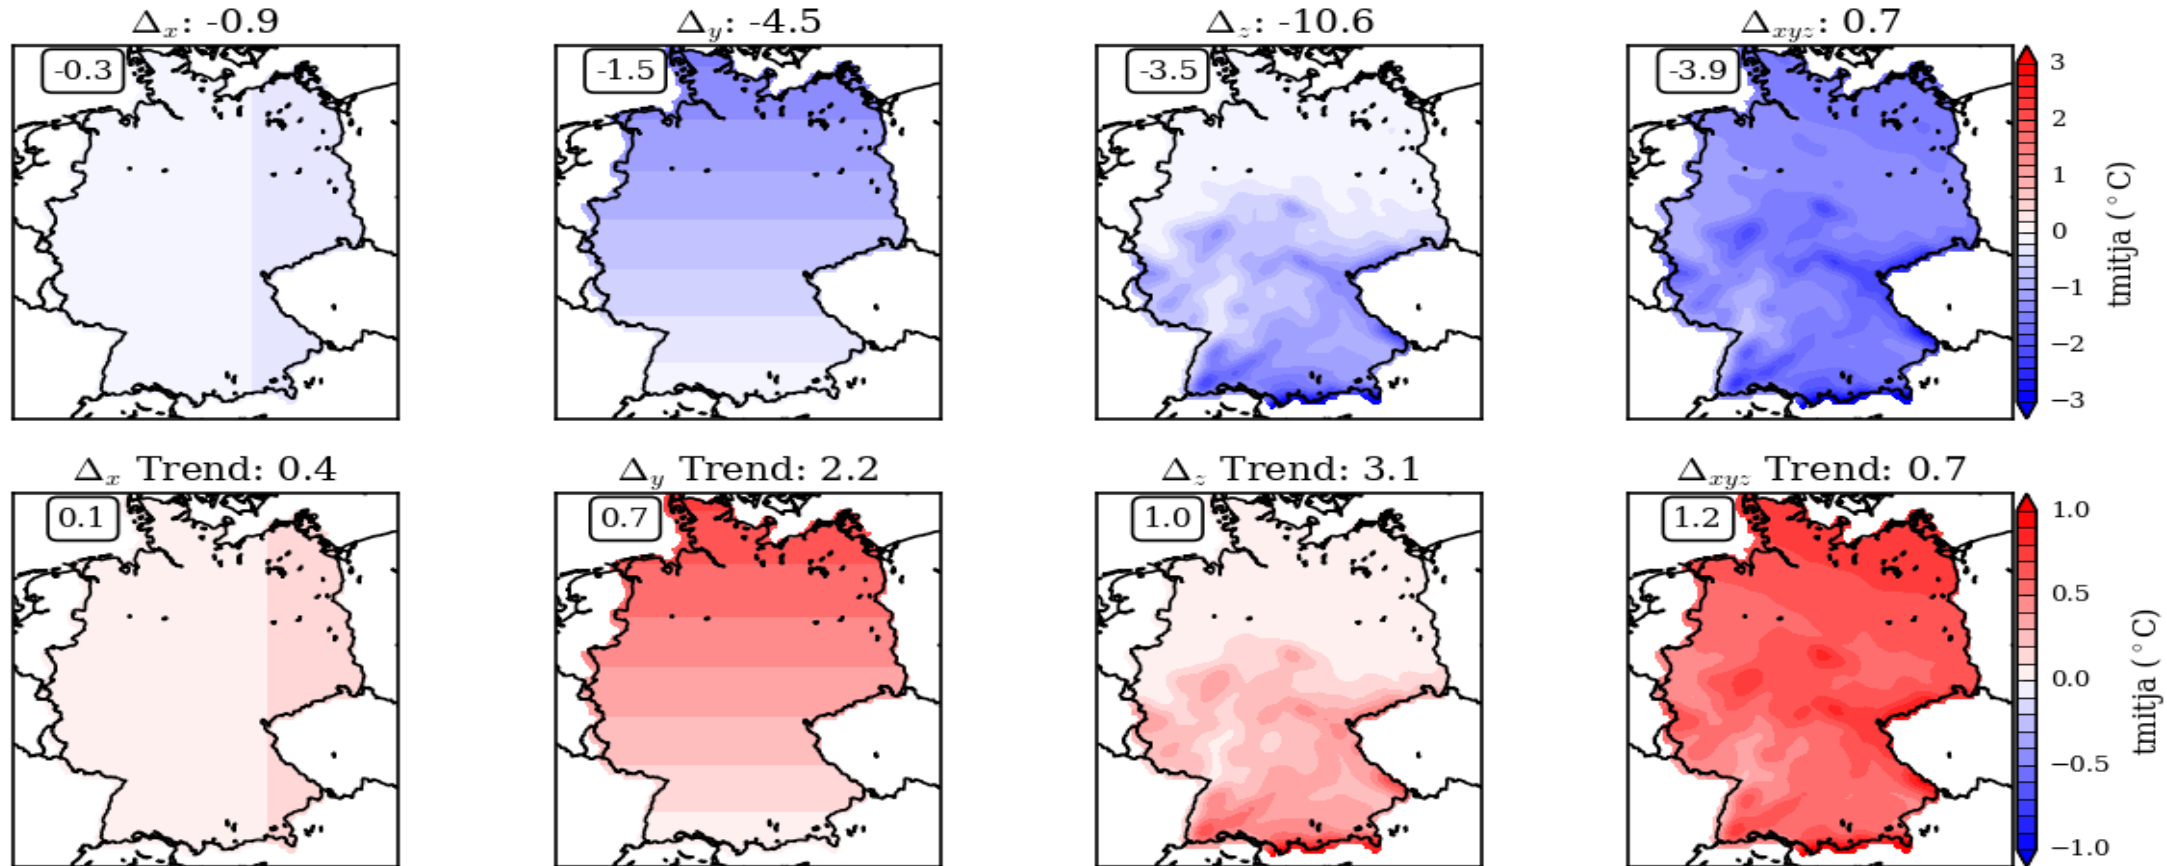 Δx: -0.9
Δy: -4.5
Δz: -10.6
Δxyz: 0.7
-0.3
-1.5
-3.5
-3.9
3
2
1
0
−1
−2
−3
tmitja (°C)
Δx Trend: 0.4
Δy Trend: 2.2
Δz Trend: 3.1
Δxyz Trend: 0.7
0.1
0.7
1.0
1.2
1.0
0.5
0.0
−0.5
−1.0
tmitja (°C)